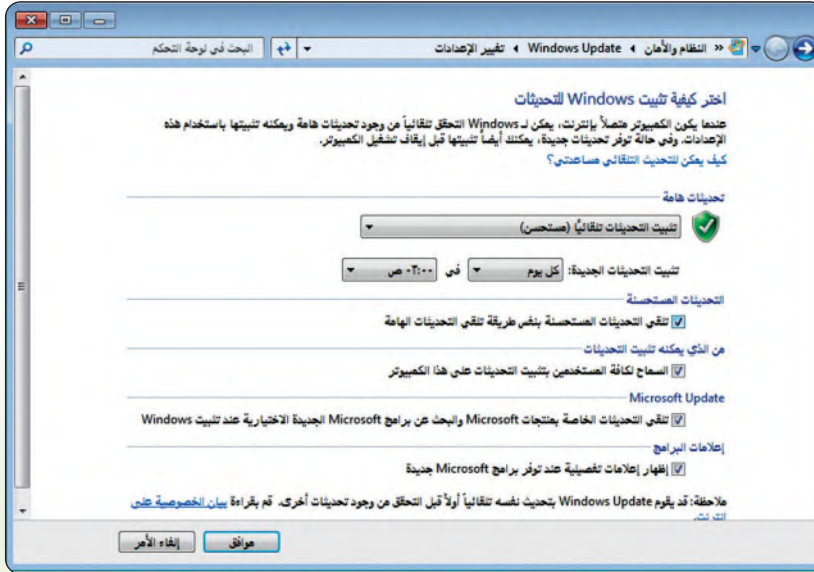 « النظام والأمان ‹ Windows Update ‹ تغيير الإعدادات
البحث في لوحة التحكم
اختر كيفية تثبيت Windows للتحديثات
عندما يكون الكمبيوتر متصلاً بإنترنت، يمكن لـ Windows التحقق تلقائياً من وجود تحديثات هامة ويمكنه تثبيتها باستخدام هذه
الإعدادات. وفي حالة توفر تحديثات جديدة، يمكنك أيضاً تثبيتها قبل إيقاف تشغيل الكمبيوتر.
كيف يمكن للتحديث التلقائي مساعدتي؟
تحديثات هامة
تثبيت التحديثات تلقائياً (مستحسن)
تثبيت التحديثات الجديدة: كل يوم في ٠٣:٠٠ ص
التحديثات المستحسنة
تلقي التحديثات المستحسنة بنفس طريقة تلقي التحديثات الهامة
من الذي يمكنه تثبيت التحديثات
السماح لكافة المستخدمين بتثبيت التحديثات على هذا الكمبيوتر
Microsoft Update
تلقي التحديثات الخاصة بمنتجات Microsoft والبحث عن برامج Microsoft الجديدة الاختيارية عند تثبيت Windows
إعلامات البرامج
إظهار إعلامات تفصيلية عند توفر برامج Microsoft جديدة
ملاحظة: قد يقوم Windows Update بتحديث نفسه تلقائياً أولاً قبل التحقق من وجود تحديثات أخرى. قم بقراءة بيان الخصوصية على
إنترنت.
موافق
إلغاء الأمر